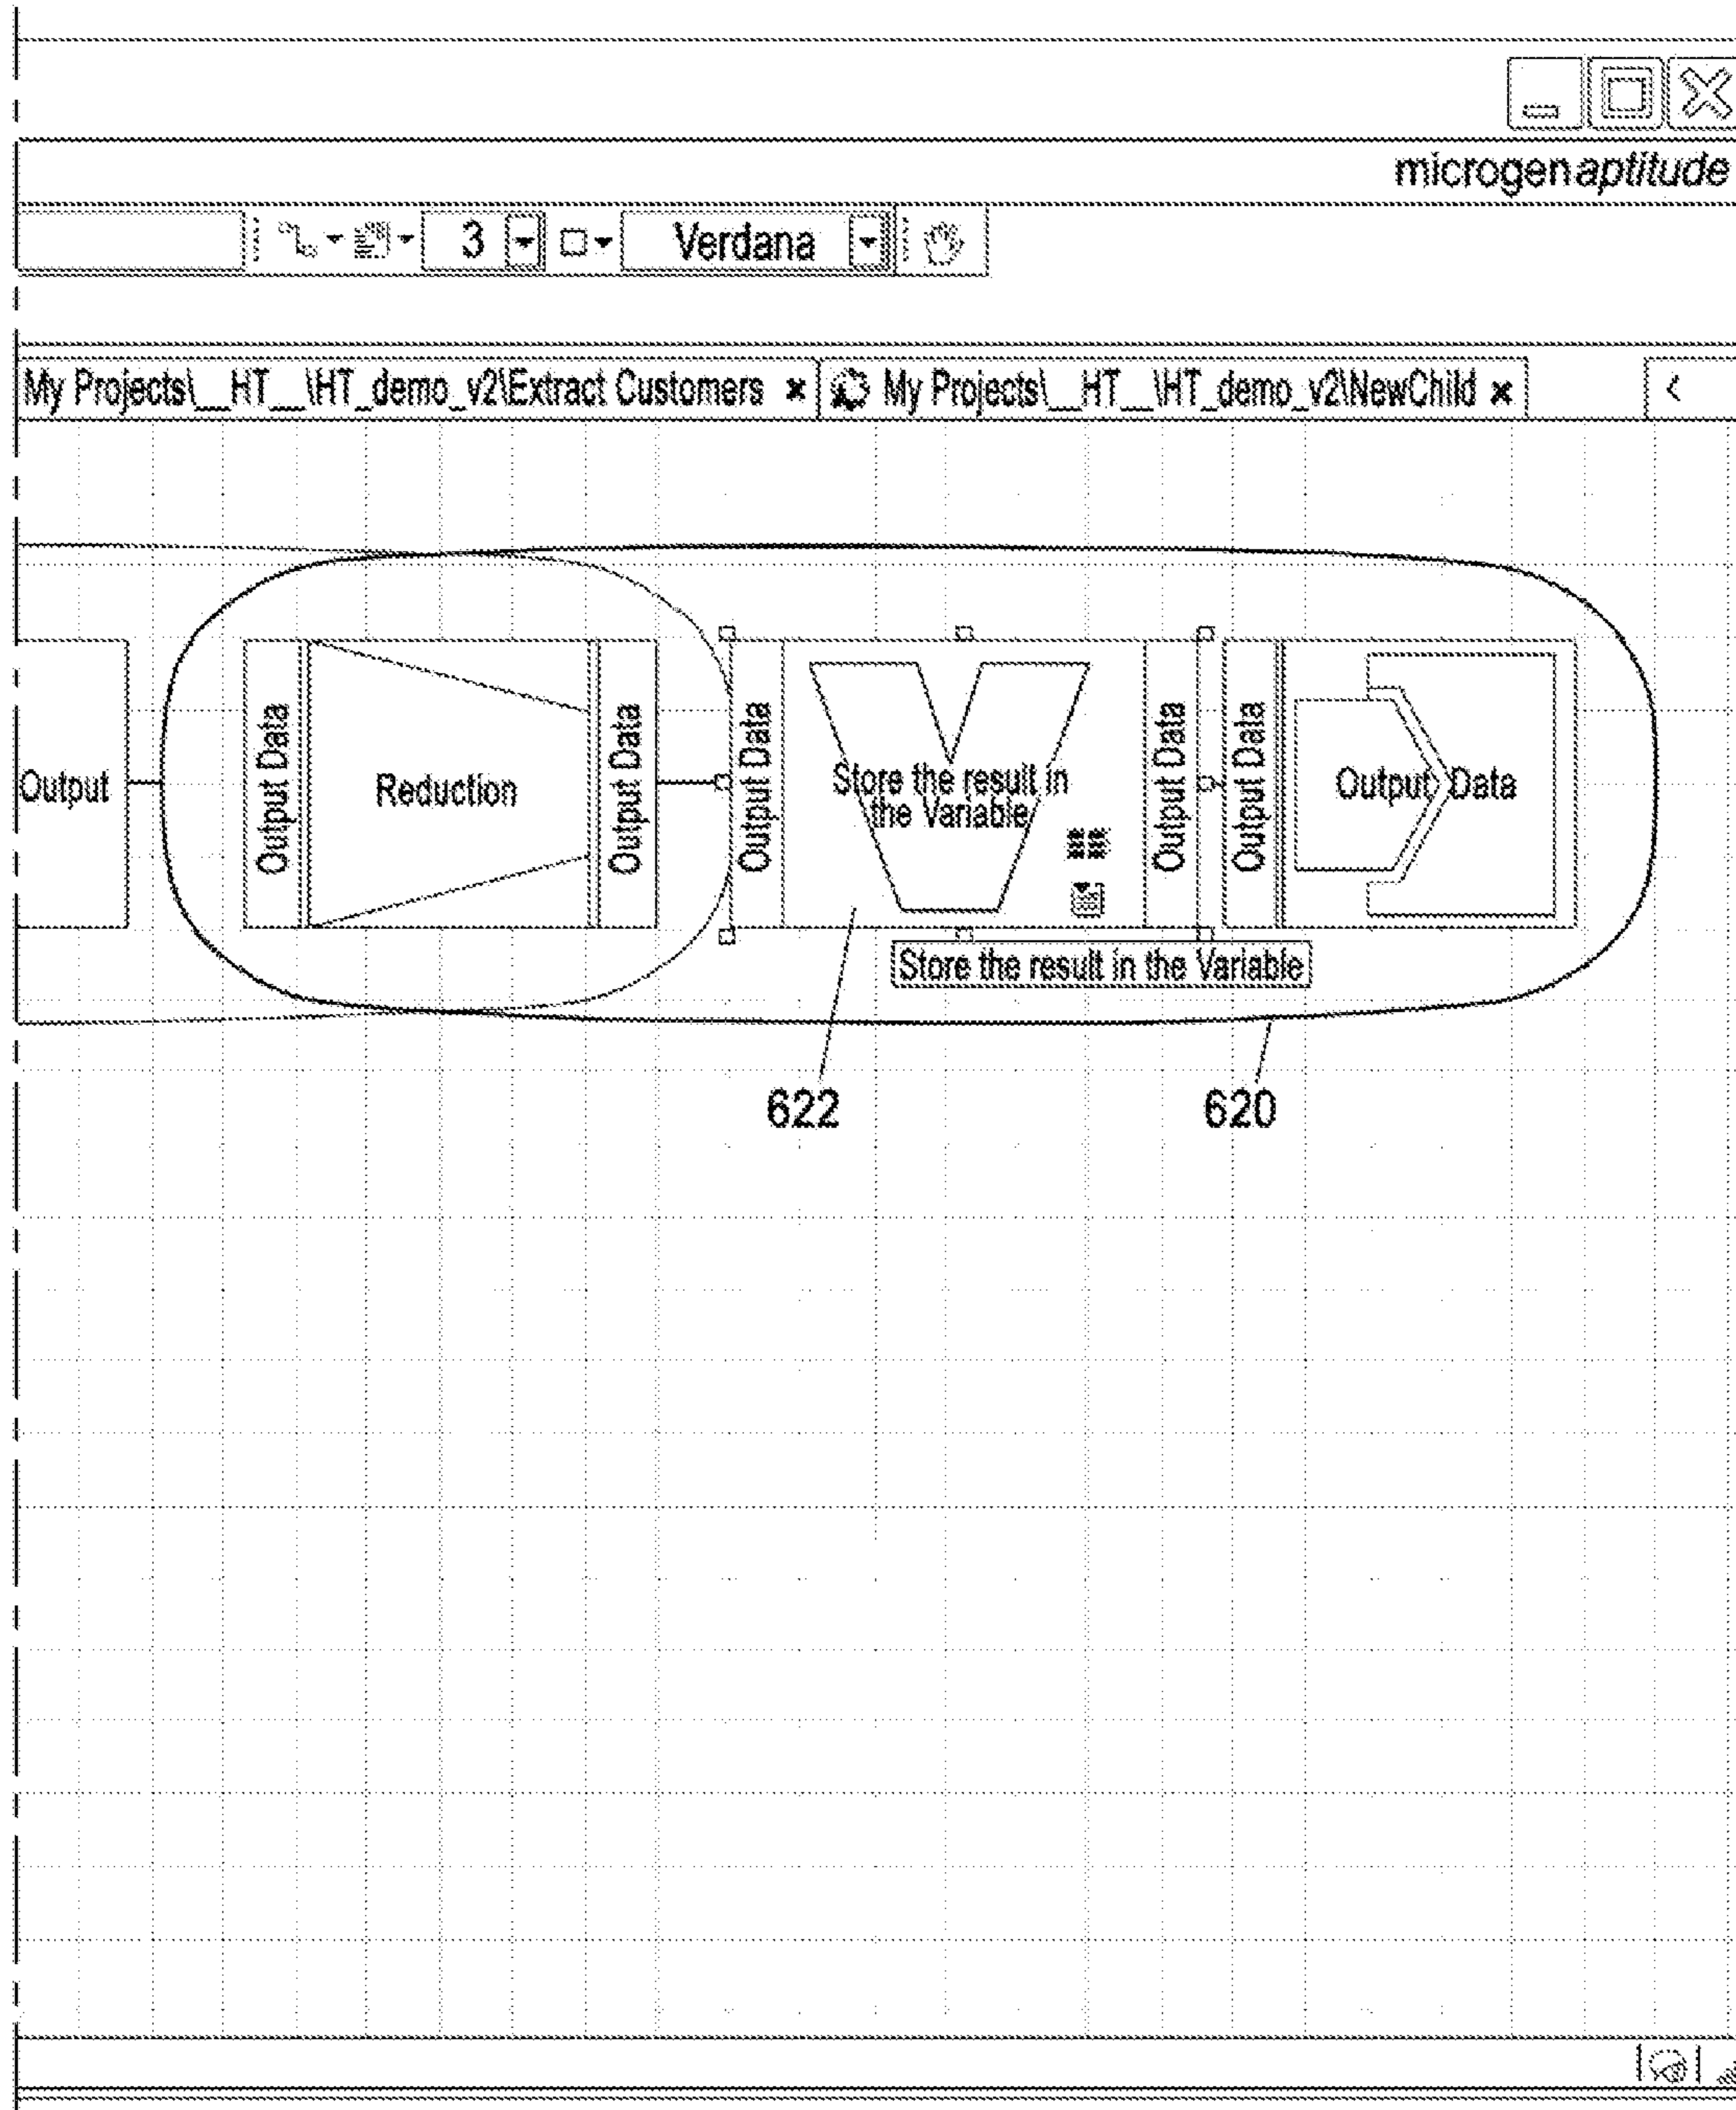 microgenaptitude
3 Verdana
My Projects\__HT__\HT_demo_v2\Extract Customers My Projects\__HT__\HT_demo_v2\NewChild
Output
Output Data
Reduction
Output Data
Output Data
Store the result in
the Variable
Output Data
Output Data
Output Data
Store the result in the Variable
622
620